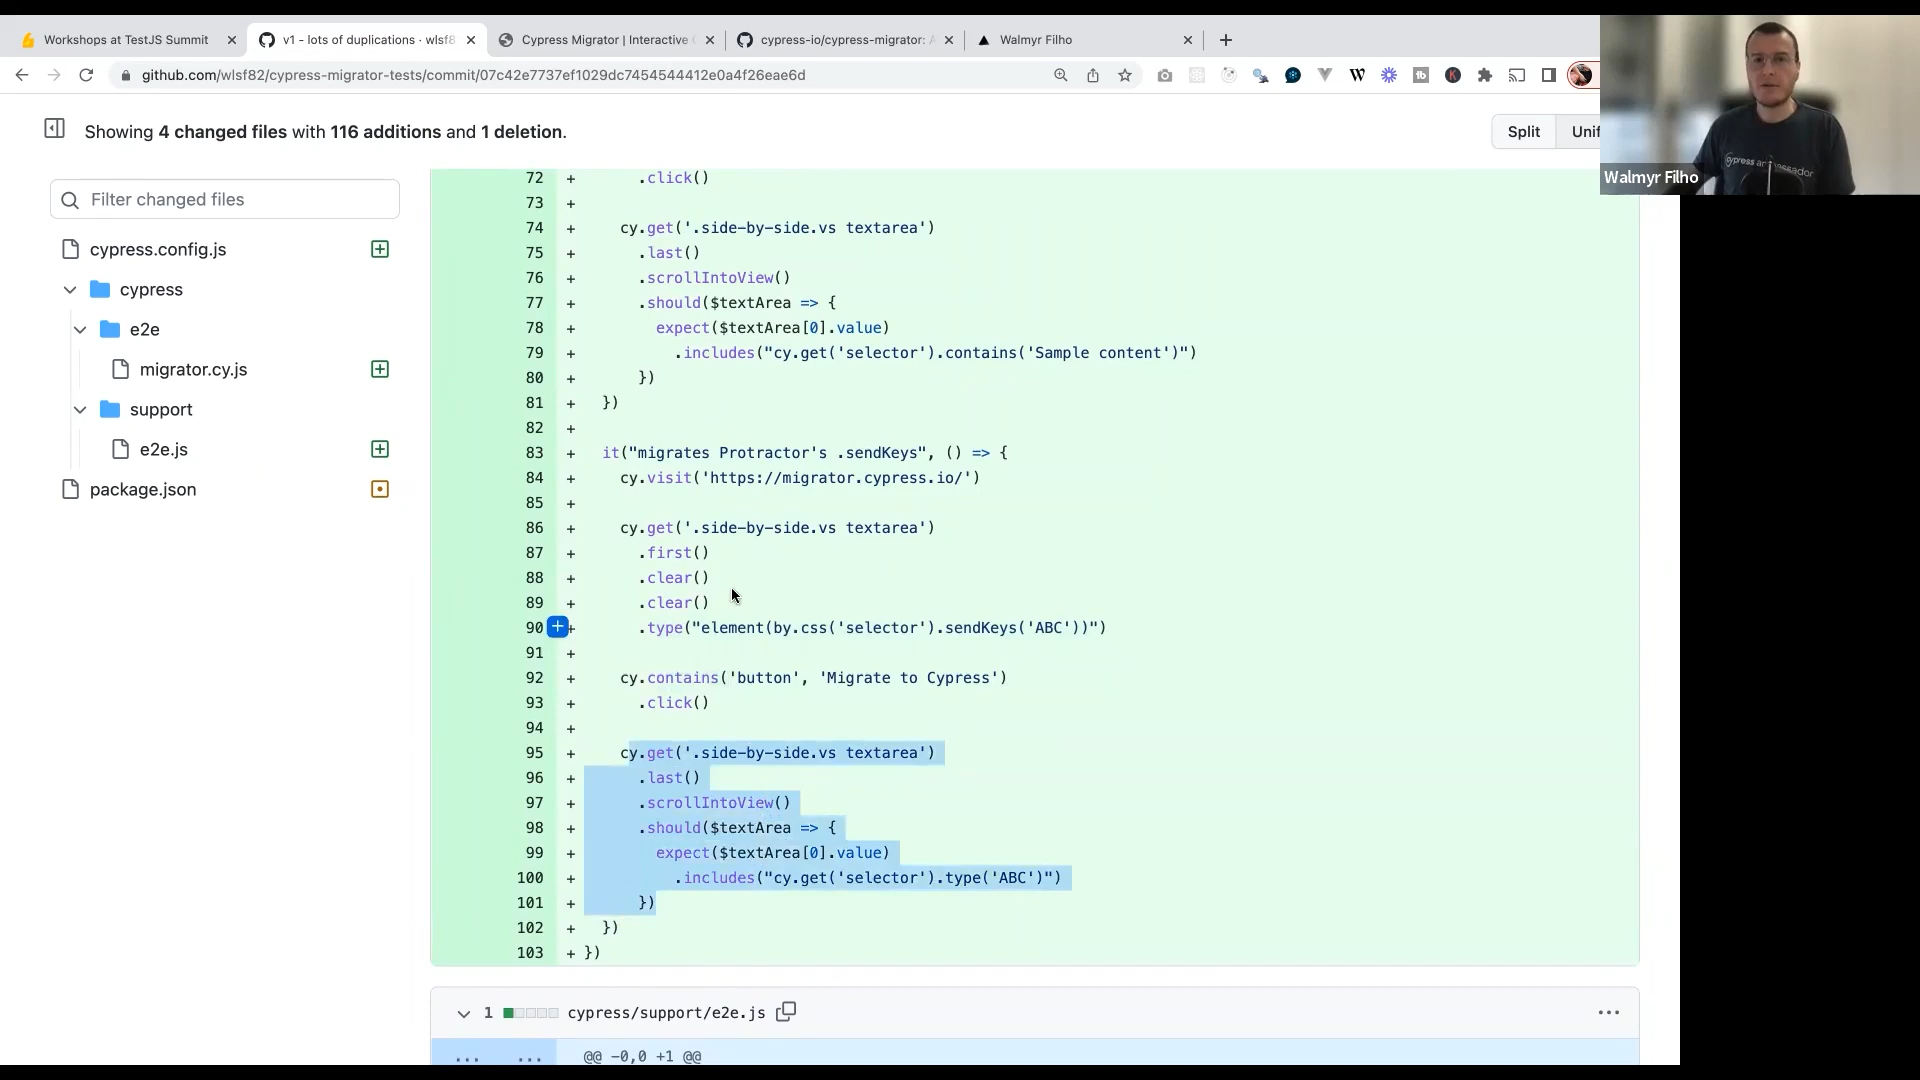 Workshops at TestJS Summit
v1 - lots of duplications · wlsf8
Cypress Migrator | Interactive
cypress-io/cypress-migrator: A
Walmyr Filho
github.com/wlsf82/cypress-migrator-tests/commit/07c42e7737ef1029dc7454544412e0a4f26eae6d
Showing 4 changed files with 116 additions and 1 deletion.
Split
Unif
cypress ambassador
Walmyr Filho
Filter changed files
cypress.config.js
cypress
e2e
migrator.cy.js
support
e2e.js
package.json
72 + .click()
73 +
74 + cy.get('.side-by-side.vs textarea')
75 + .last()
76 + .scrollIntoView()
77 + .should($textArea => {
78 + expect($textArea[0].value)
79 + .includes("cy.get('selector').contains('Sample content')")
80 + })
81 + })
82 +
83 + it("migrates Protractor's .sendKeys", () => {
84 + cy.visit('https://migrator.cypress.io/')
85 +
86 + cy.get('.side-by-side.vs textarea')
87 + .first()
88 + .clear()
89 + .clear()
90 + .type("element(by.css('selector').sendKeys('ABC'))")
91 +
92 + cy.contains('button', 'Migrate to Cypress')
93 + .click()
94 +
95 + cy.get('.side-by-side.vs textarea')
96 + .last()
97 + .scrollIntoView()
98 + .should($textArea => {
99 + expect($textArea[0].value)
100 + .includes("cy.get('selector').type('ABC')")
101 + })
102 + })
103 + })
1 cypress/support/e2e.js
... ... @@ -0,0 +1 @@